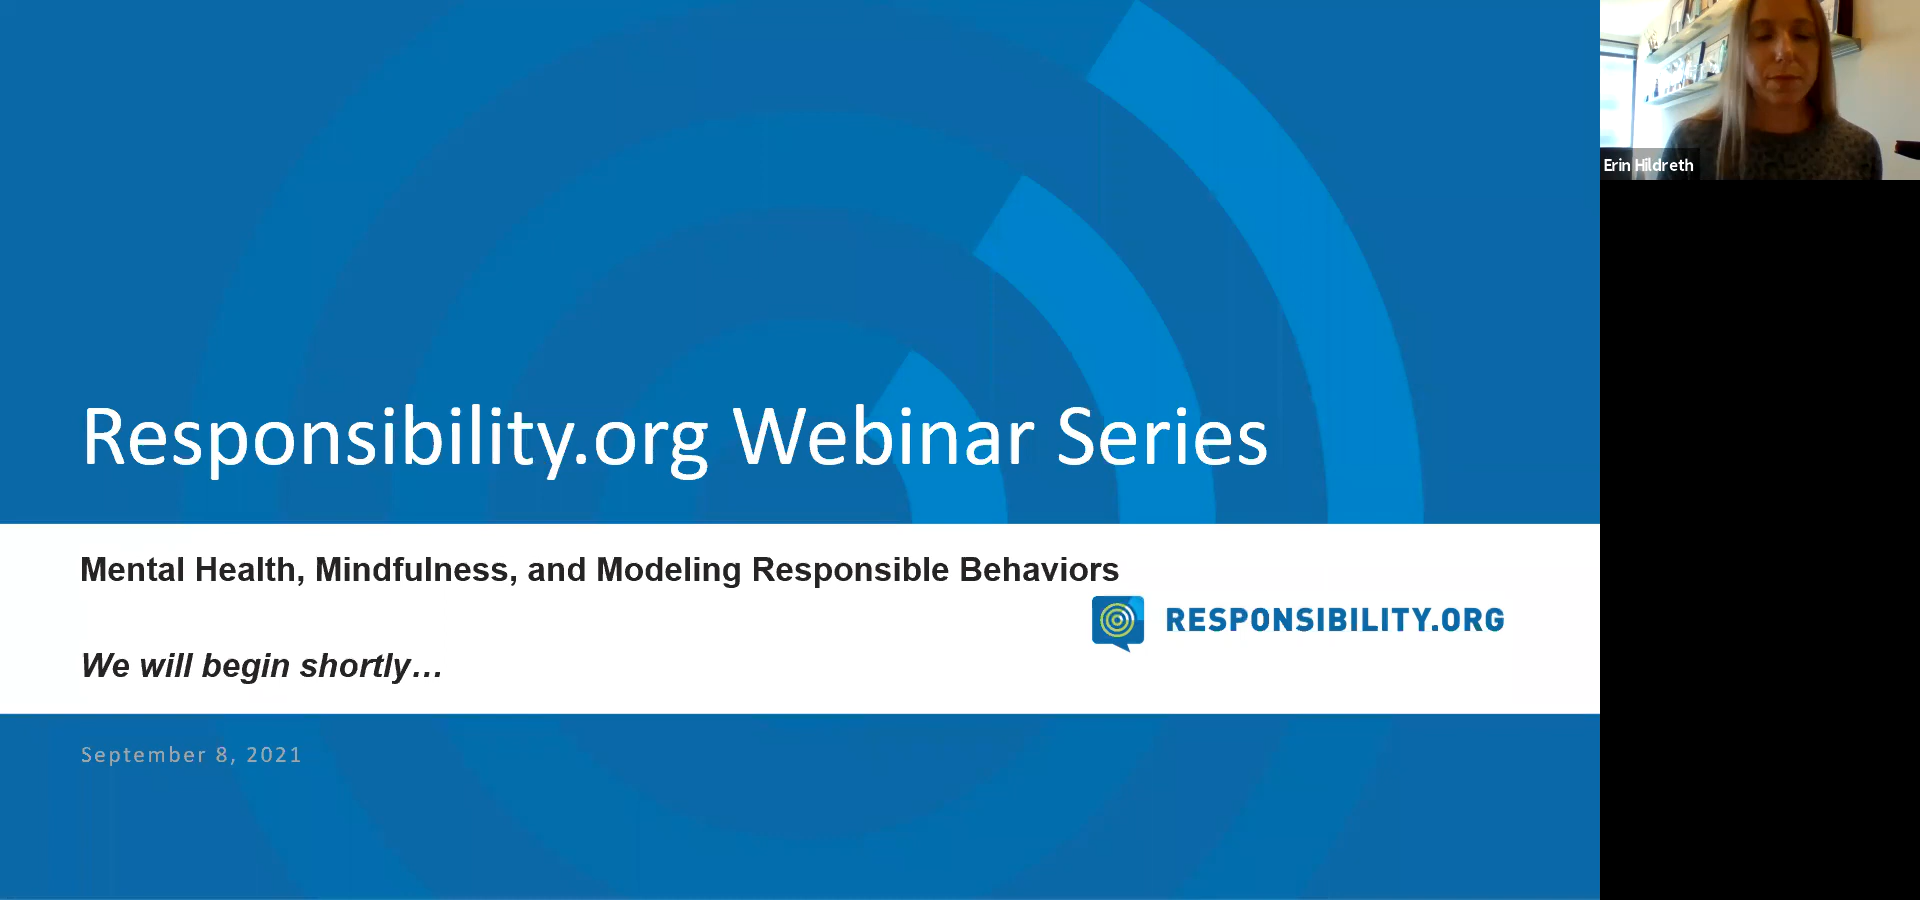 Responsibility.org Webinar Series
Mental Health, Mindfulness, and Modeling Responsible Behaviors
RESPONSIBILITY.ORG
We will begin shortly…
September 8, 2021
Erin Hildreth